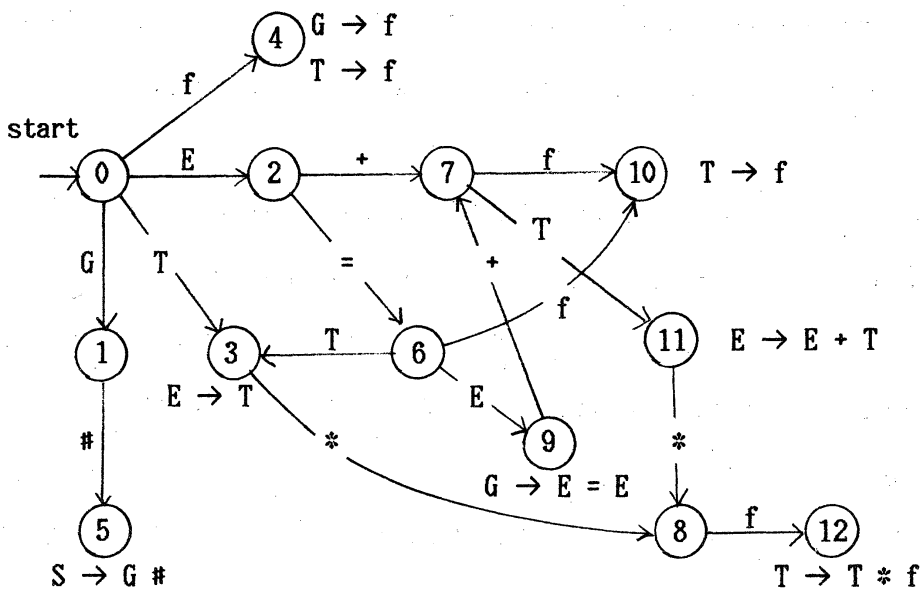 4 G → f
f T → f
start
0 E 2 + 7 f 10 T → f
T
G T = + f
1 3 T 6 11 E → E + T
E → T E
# * 9 *
G → E = E
5 8 f 12
S → G # T → T * f